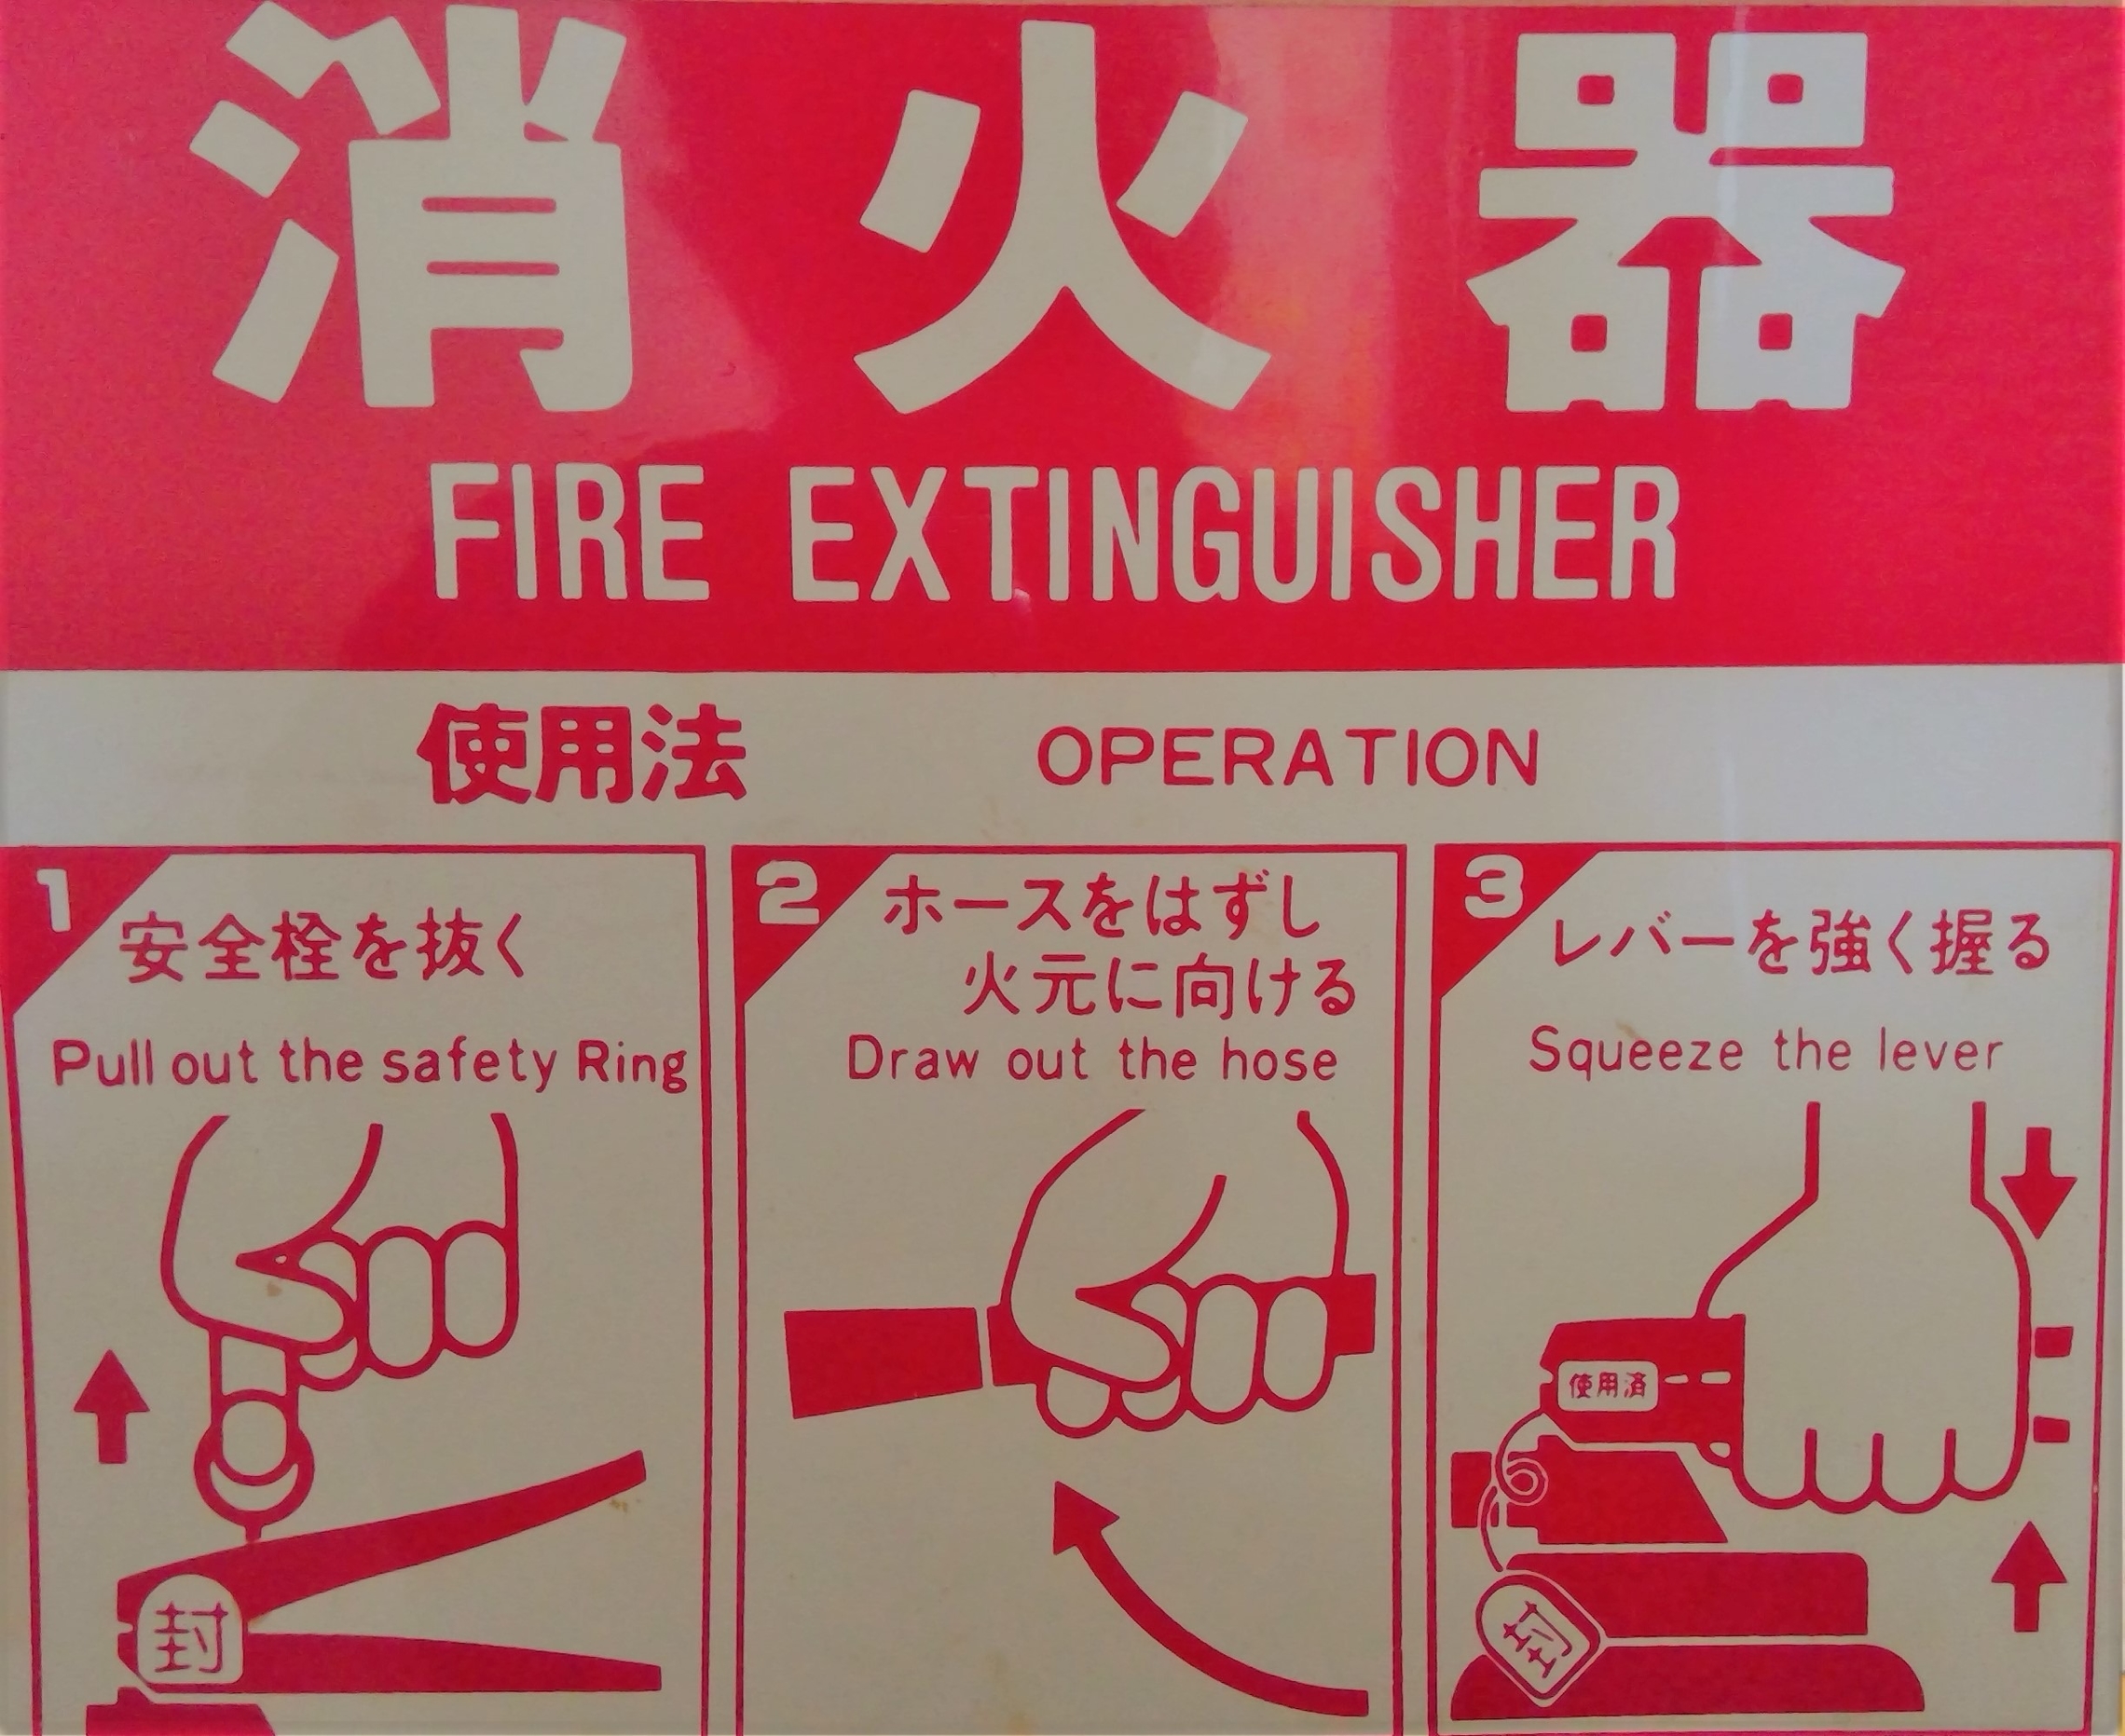 消火器
FIRE EXTINGUISHER
使用法 OPERATION
1
安全栓を抜く
Pull out the safety Ring
封
2
ホースをはずし
火元に向ける
Draw out the hose
3
レバーを強く握る
Squeeze the lever
使用済
封